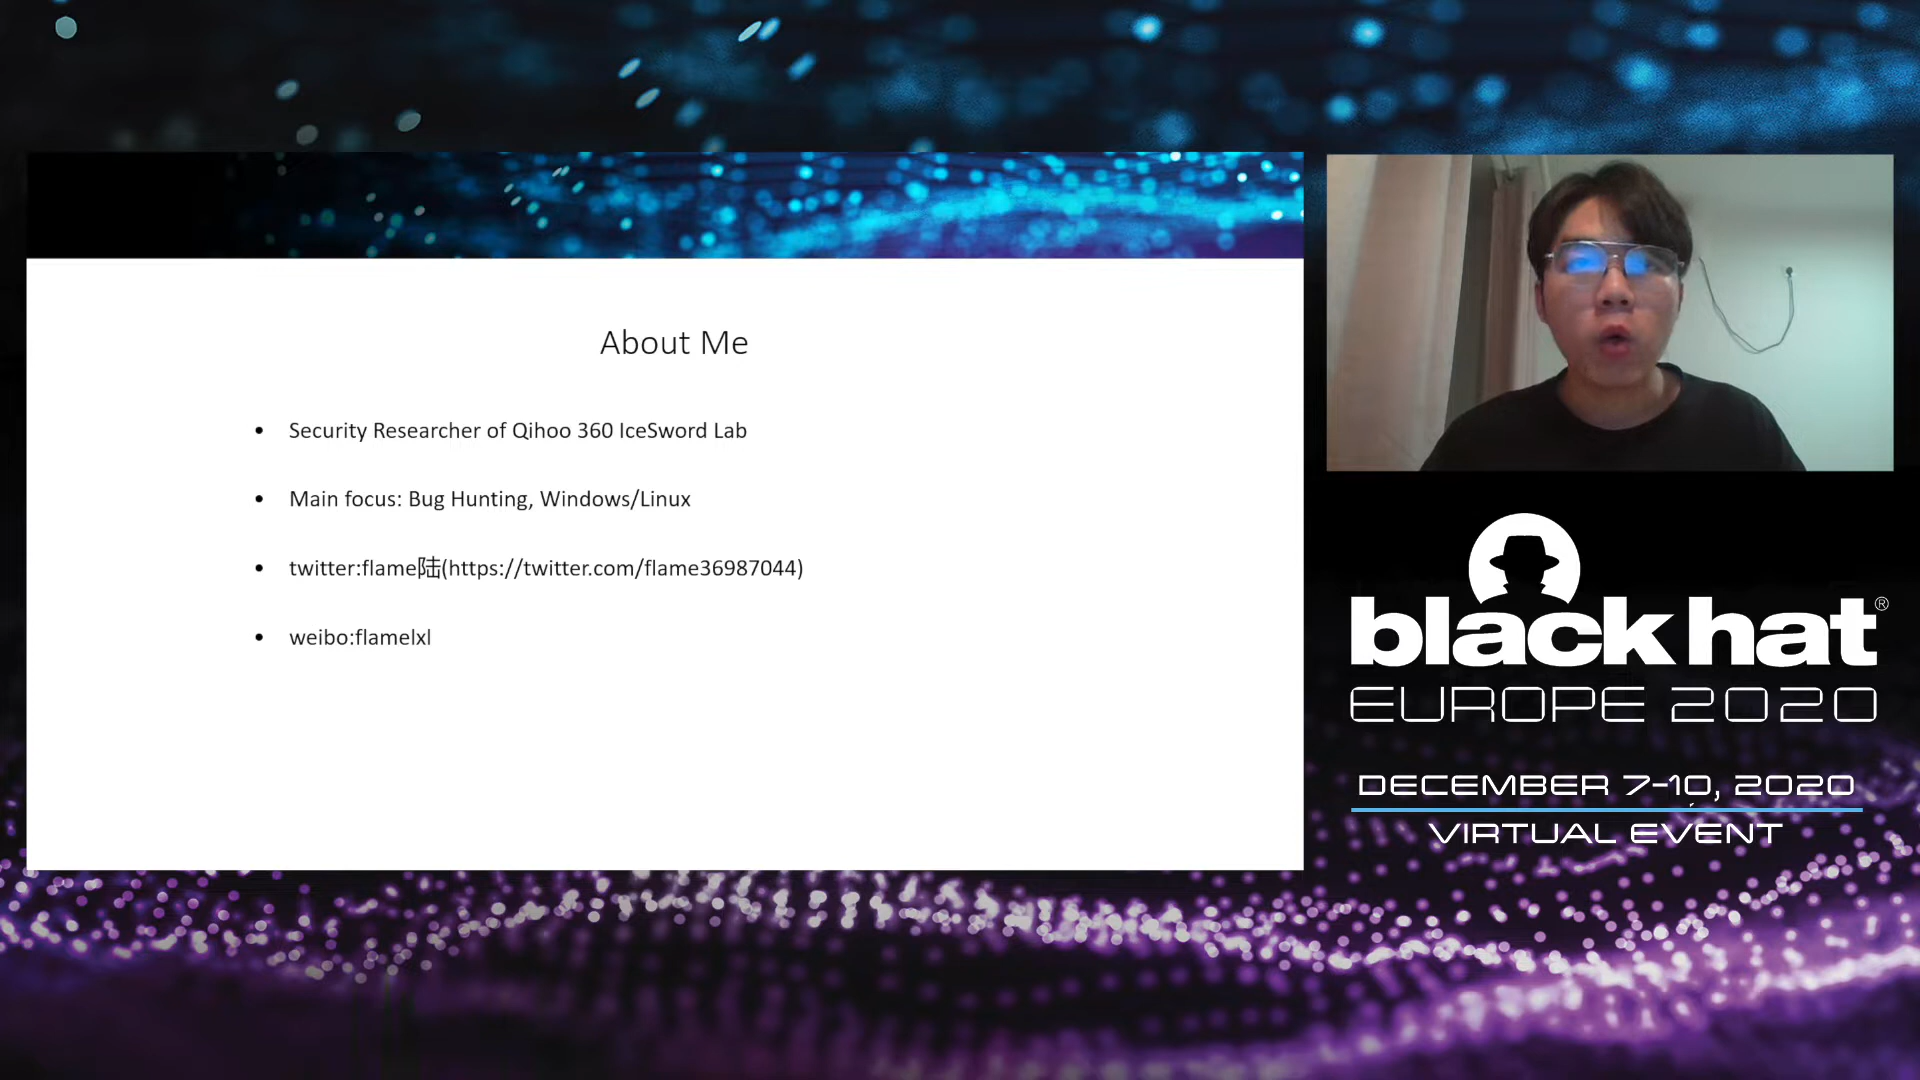 About Me
• Security Researcher of Qihoo 360 IceSword Lab
• Main focus: Bug Hunting, Windows/Linux
• twitter:flame陆(https://twitter.com/flame36987044)
• weibo:flamelxl
black hat®
EUROPE 2020
DECEMBER 7-10, 2020
VIRTUAL EVENT